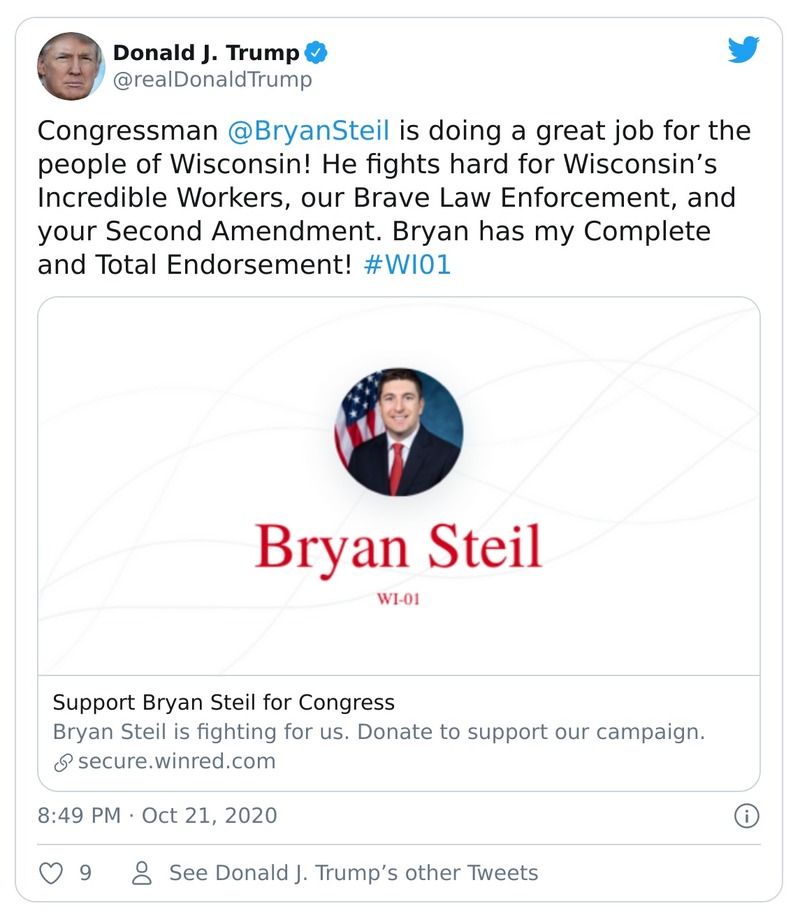 Donald J. Trump
@realDonaldTrump
Congressman @BryanSteil is doing a great job for the
people of Wisconsin! He fights hard for Wisconsin’s
Incredible Workers, our Brave Law Enforcement, and
your Second Amendment. Bryan has my Complete
and Total Endorsement! #WI01
Bryan Steil
WI-01
Support Bryan Steil for Congress
Bryan Steil is fighting for us. Donate to support our campaign.
secure.winred.com
8:49 PM · Oct 21, 2020
9 See Donald J. Trump’s other Tweets